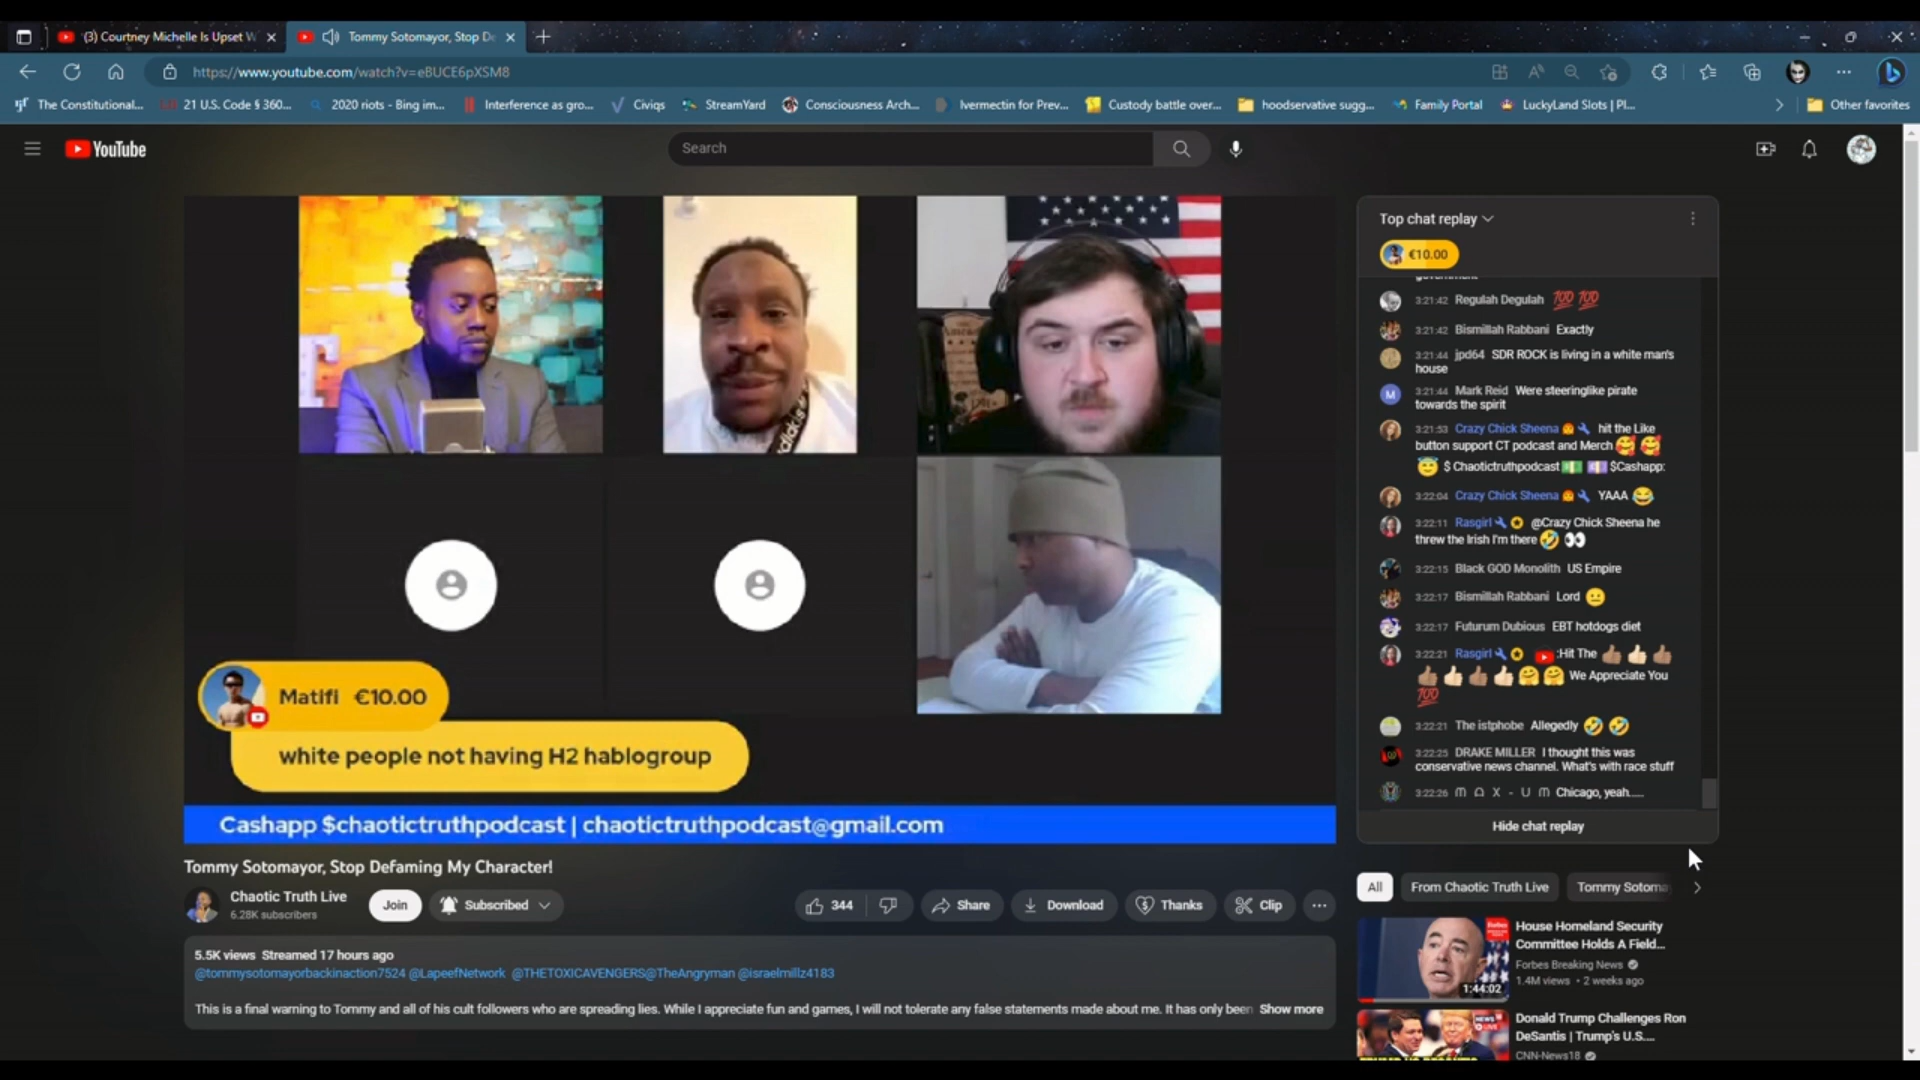 (3) Courtney Michelle Is Upset W
Tommy Sotomayor, Stop De
https://www.youtube.com/watch?v=eBUCE6pXSM8
The Constitutional...
21 U.S. Code § 360...
2020 riots - Bing im...
Interference as gro...
Civiqs
StreamYard
Consciousness Arch...
Ivermectin for Prev...
Custody battle over...
hoodservative sugg...
Family Portal
LuckyLand Slots | Pl...
Other favorites
YouTube
Search
Matifi €10.00
white people not having H2 hablogroup
Cashapp $chaotictruthpodcast | chaotictruthpodcast@gmail.com
Top chat replay
€10.00
3:21:42 Regulah Degulah 💯 💯
3:21:42 Bismillah Rabbani Exactly
3:21:44 jpd64 SDR ROCK is living in a white man's
house
M
3:21:44 Mark Reid Were steeringlike pirate
towards the spirit
3:21:53 Crazy Chick Sheena hit the Like
button support CT podcast and Merch 🥰 🥰
😇 $ Chaotictruthpodcast 💵 💶 $Cashapp:
3:22:04 Crazy Chick Sheena YAAA 😂
3:22:11 Rasgirl @Crazy Chick Sheena he
threw the Irish I'm there 🤣 👀
3:22:15 Black GOD Monolith US Empire
3:22:17 Bismillah Rabbani Lord 😐
3:22:17 Futurum Dubious EBT hotdogs diet
3:22:21 Rasgirl :Hit The 👍🏽 👍🏻 👍🏽
👍🏽 👍🏻 👍🏽 👍🏻 🤗 🤗 We Appreciate You
💯
3:22:21 The istphobe Allegedly 🤣 🤣
3:22:25 DRAKE MILLER I thought this was
conservative news channel. What's with race stuff
3:22:26 ᗰ ᗩ X - ᑌ ᗰ Chicago, yeah.....
Hide chat replay
Tommy Sotomayor, Stop Defaming My Character!
Chaotic Truth Live
6.28K subscribers
Join
Subscribed
344
Share
Download
Thanks
Clip
5.5K views Streamed 17 hours ago
@tommysotomayorbackinaction7524 @LapeefNetwork @THETOXICAVENGERS@TheAngryman @israelmillz4183
This is a final warning to Tommy and all of his cult followers who are spreading lies. While I appreciate fun and games, I will not tolerate any false statements made about me. It has only been Show more
All
From Chaotic Truth Live
Tommy Sotoma
House Homeland Security
Committee Holds A Field...
Forbes Breaking News
1.4M views • 2 weeks ago
1:44:02
Donald Trump Challenges Ron
DeSantis | Trump's U.S....
CNN-News18